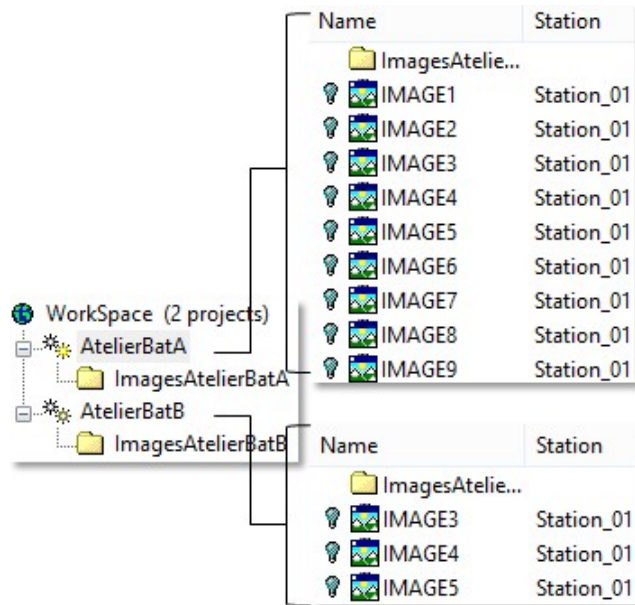 Name Station
ImagesAtelie...
IMAGE1 Station_01
IMAGE2 Station_01
IMAGE3 Station_01
IMAGE4 Station_01
IMAGE5 Station_01
IMAGE6 Station_01
IMAGE7 Station_01
IMAGE8 Station_01
IMAGE9 Station_01
WorkSpace (2 projects)
AtelierBatA
ImagesAtelierBatA
AtelierBatB
ImagesAtelierBatB
Name Station
ImagesAtelie...
IMAGE3 Station_01
IMAGE4 Station_01
IMAGE5 Station_01